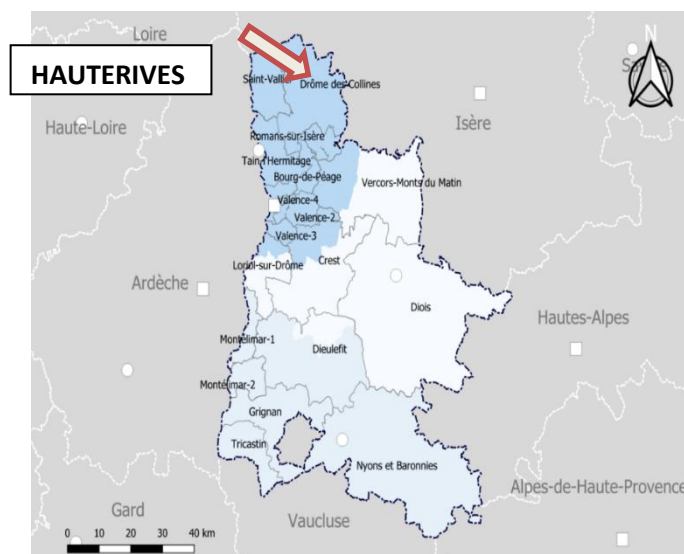 Loire
HAUTERIVES
Saint-Vallier
Drôme des Collines
N
Isère
Haute-Loire
Romans-sur-Isère
Tain-l'Hermitage
Bourg-de-Péage
Vercors-Monts du Matin
Valence-4
Valence-2
Valence-3
Crest
Loriol-sur-Drôme
Ardèche
Diois
Hautes-Alpes
Montélimar-1
Dieulefit
Montélimar-2
Grignan
Tricastin
Nyons et Baronnies
Alpes-de-Haute-Provence
Gard
Vaucluse
0 10 20 30 40 km